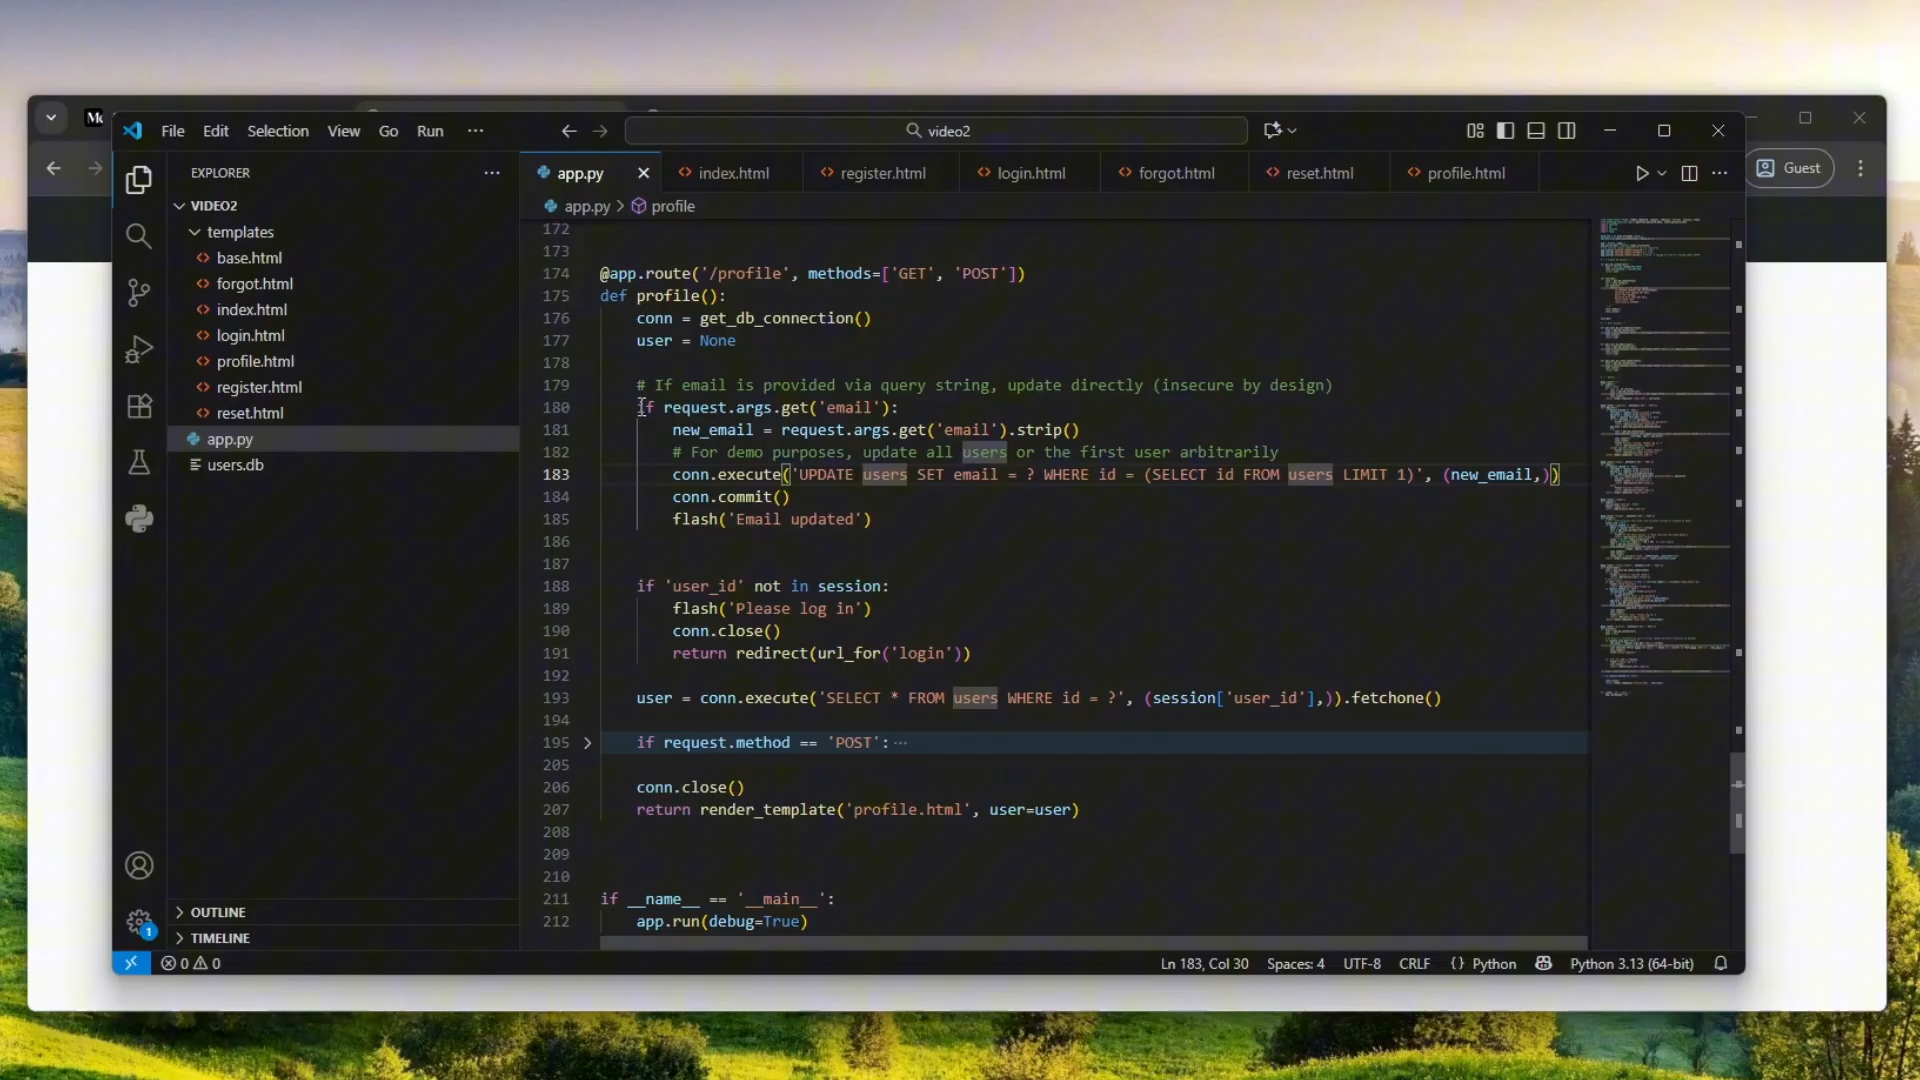 Mc
File Edit Selection View Go Run ···
video2
Guest
EXPLORER
VIDEO2
templates
base.html
forgot.html
index.html
login.html
profile.html
register.html
reset.html
app.py
users.db
OUTLINE
TIMELINE
1
app.py index.html register.html login.html forgot.html reset.html profile.html
app.py > profile
172
173
174 @app.route('/profile', methods=['GET', 'POST'])
175 def profile():
176 conn = get_db_connection()
177 user = None
178
179 # If email is provided via query string, update directly (insecure by design)
180 if request.args.get('email'):
181 new_email = request.args.get('email').strip()
182 # For demo purposes, update all users or the first user arbitrarily
183 conn.execute('UPDATE users SET email = ? WHERE id = (SELECT id FROM users LIMIT 1)', (new_email,))
184 conn.commit()
185 flash('Email updated')
186
187
188 if 'user_id' not in session:
189 flash('Please log in')
190 conn.close()
191 return redirect(url_for('login'))
192
193 user = conn.execute('SELECT * FROM users WHERE id = ?', (session['user_id'],)).fetchone()
194
195 if request.method == 'POST': ···
205
206 conn.close()
207 return render_template('profile.html', user=user)
208
209
210
211 if __name__ == '__main__':
212 app.run(debug=True)
0 0 Ln 183, Col 30 Spaces: 4 UTF-8 CRLF {} Python Python 3.13 (64-bit)